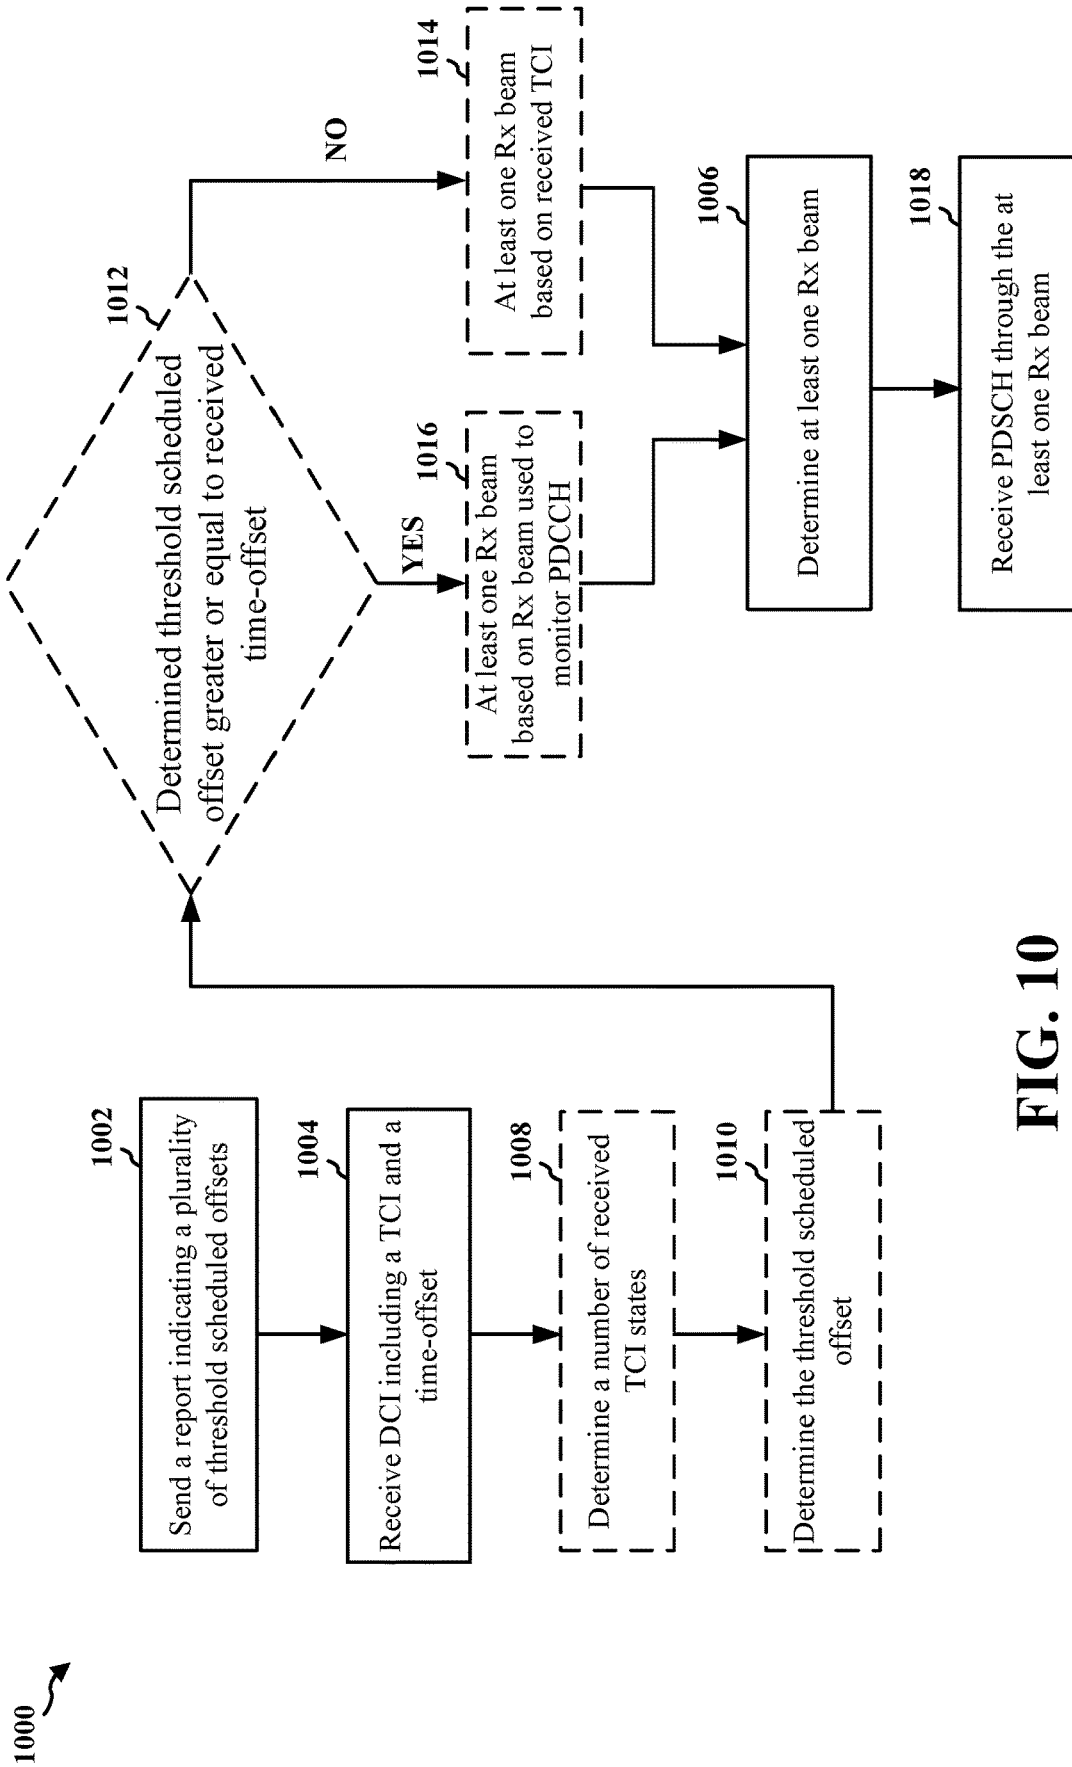 1000
1002
Send a report indicating a plurality
of threshold scheduled offsets
1004
Receive DCI including a TCI and a
time-offset
1008
Determine a number of received
TCI states
1010
Determine the threshold scheduled
offset
1012
Determined threshold scheduled
offset greater or equal to received
time-offset
YES
NO
1016
At least one Rx beam
based on Rx beam used to
monitor PDCCH
1014
At least one Rx beam
based on received TCI
1006
Determine at least one Rx beam
1018
Receive PDSCH through the at
least one Rx beam
FIG. 10